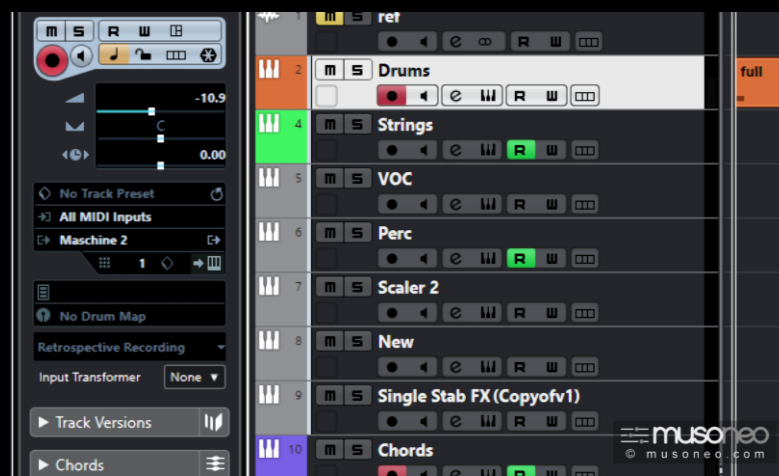 M S R W
-10.9
C
0.00
No Track Preset
All MIDI Inputs
Maschine 2
1
No Drum Map
Retrospective Recording
Input Transformer None
Track Versions
Chords
1 M S ref
e R W
2 M S Drums
e R W
full
4 M S Strings
e R W
5 M S VOC
e R W
6 M S Perc
e R W
7 M S Scaler 2
e R W
8 M S New
e R W
9 M S Single Stab FX (Copyofv1)
e R W
10 M S Chords
e R W
musoneo
© musoneo.com